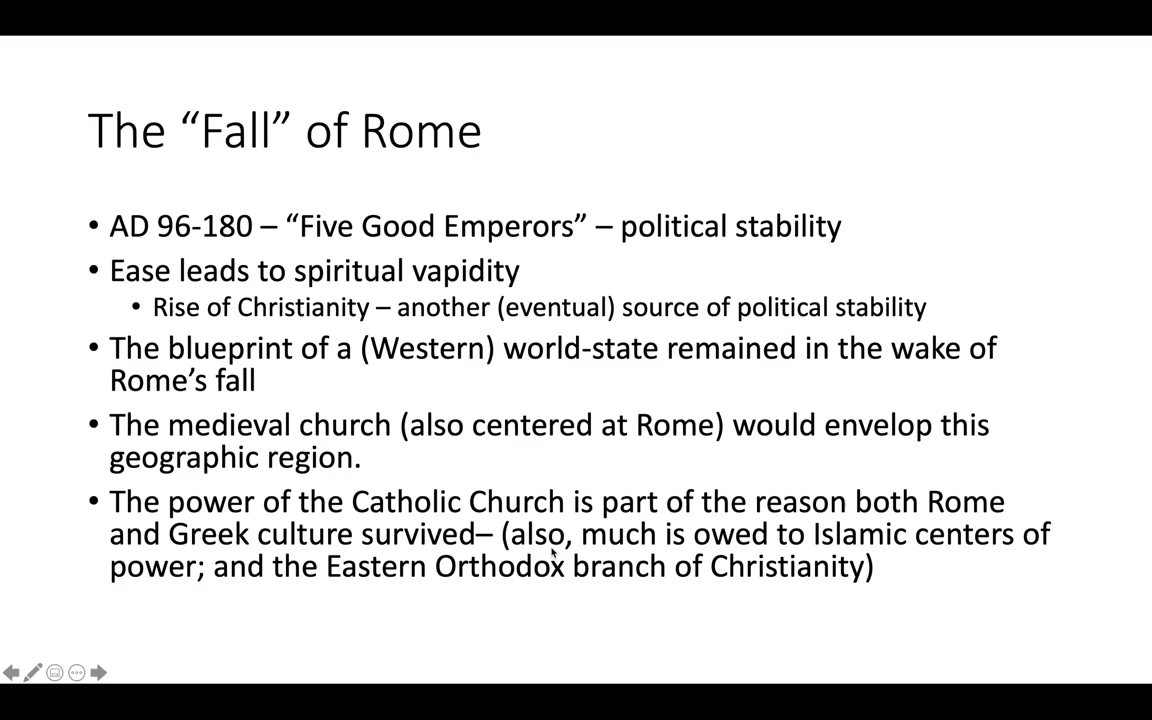 The “Fall” of Rome
• AD 96-180 – “Five Good Emperors” – political stability
• Ease leads to spiritual vapidity
• Rise of Christianity – another (eventual) source of political stability
• The blueprint of a (Western) world-state remained in the wake of
Rome’s fall
• The medieval church (also centered at Rome) would envelop this
geographic region.
• The power of the Catholic Church is part of the reason both Rome
and Greek culture survived– (also, much is owed to Islamic centers of
power; and the Eastern Orthodox branch of Christianity)